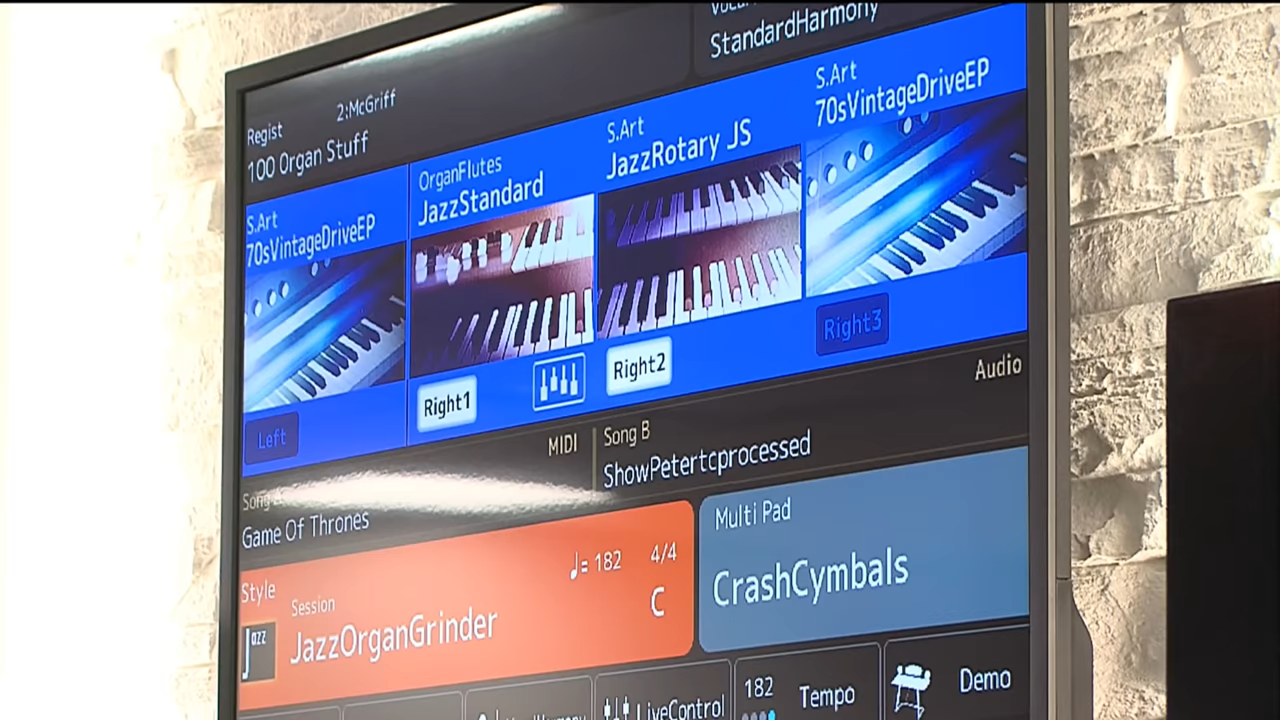 StandardHarmony
Regist
2:McGriff
100 Organ Stuff
S.Art
70sVintageDriveEP
Left
OrganFlutes
JazzStandard
Right1
S.Art
JazzRotary JS
Right2
S.Art
70sVintageDriveEP
Right3
Song
MIDI
Game Of Thrones
Song B
Audio
ShowPetertcprocessed
Style
Jazz
Session
JazzOrganGrinder
♩= 182
4/4
C
Multi Pad
CrashCymbals
LiveControl
182
Tempo
Demo